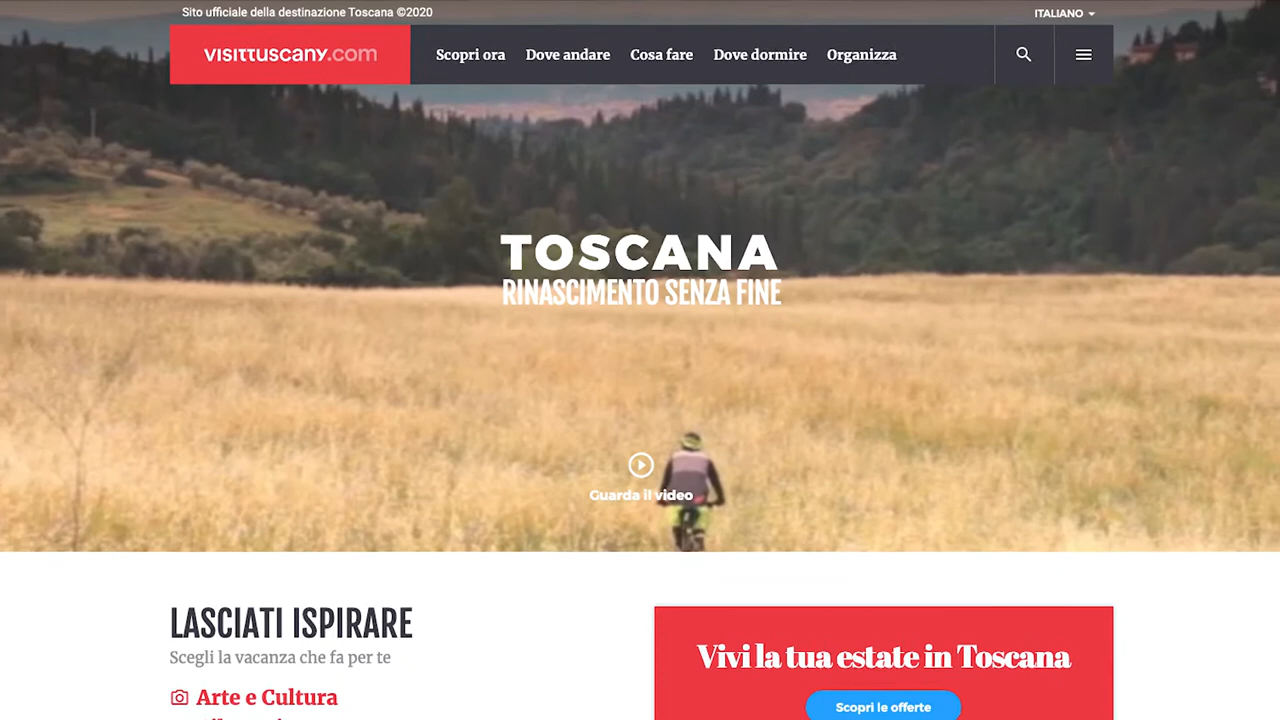 Sito ufficiale della destinazione Toscana ©2020
ITALIANO
visittuscany.com
Scopri ora Dove andare Cosa fare Dove dormire Organizza
TOSCANA
RINASCIMENTO SENZA FINE
Guarda il video
LASCIATI ISPIRARE
Scegli la vacanza che fa per te
Arte e Cultura
Vivi la tua estate in Toscana
Scopri le offerte